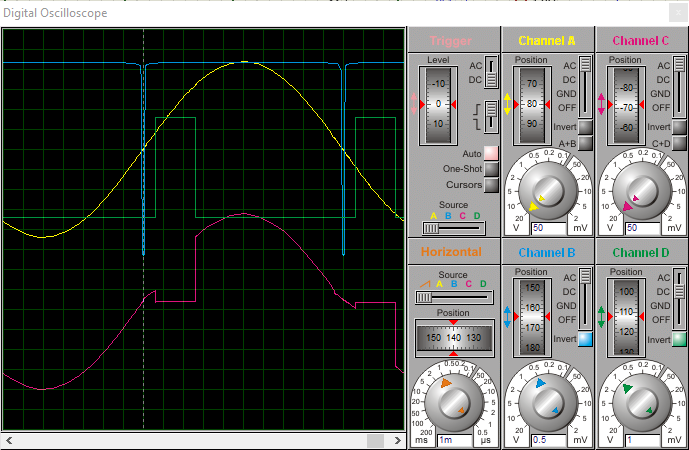 Digital Oscilloscope
Trigger
Level
-10
0
10
AC
DC
Auto
One-Shot
Cursors
Source
A B C D
Channel A
Position
70
80
90
AC
DC
GND
OFF
Invert
A+B
20 10 5 2 1 0.5 0.2 0.1 50 20 10 5 2
V 50 mV
Channel C
Position
-80
-70
-60
AC
DC
GND
OFF
Invert
C+D
20 10 5 2 1 0.5 0.2 0.1 50 20 10 5 2
V 50 mV
Horizontal
Source
A B C D
Position
150 140 130
200 100 50 20 10 5 2 1 0.5 0.2 0.1 50 20 10 5 2 1 0.5
ms 1m µs
Channel B
Position
150
160
170
180
AC
DC
GND
OFF
Invert
20 10 5 2 1 0.5 0.2 0.1 50 20 10 5 2
V 0.5 mV
Channel D
Position
-100
-110
-120
-130
AC
DC
GND
OFF
Invert
20 10 5 2 1 0.5 0.2 0.1 50 20 10 5 2
V 1 mV